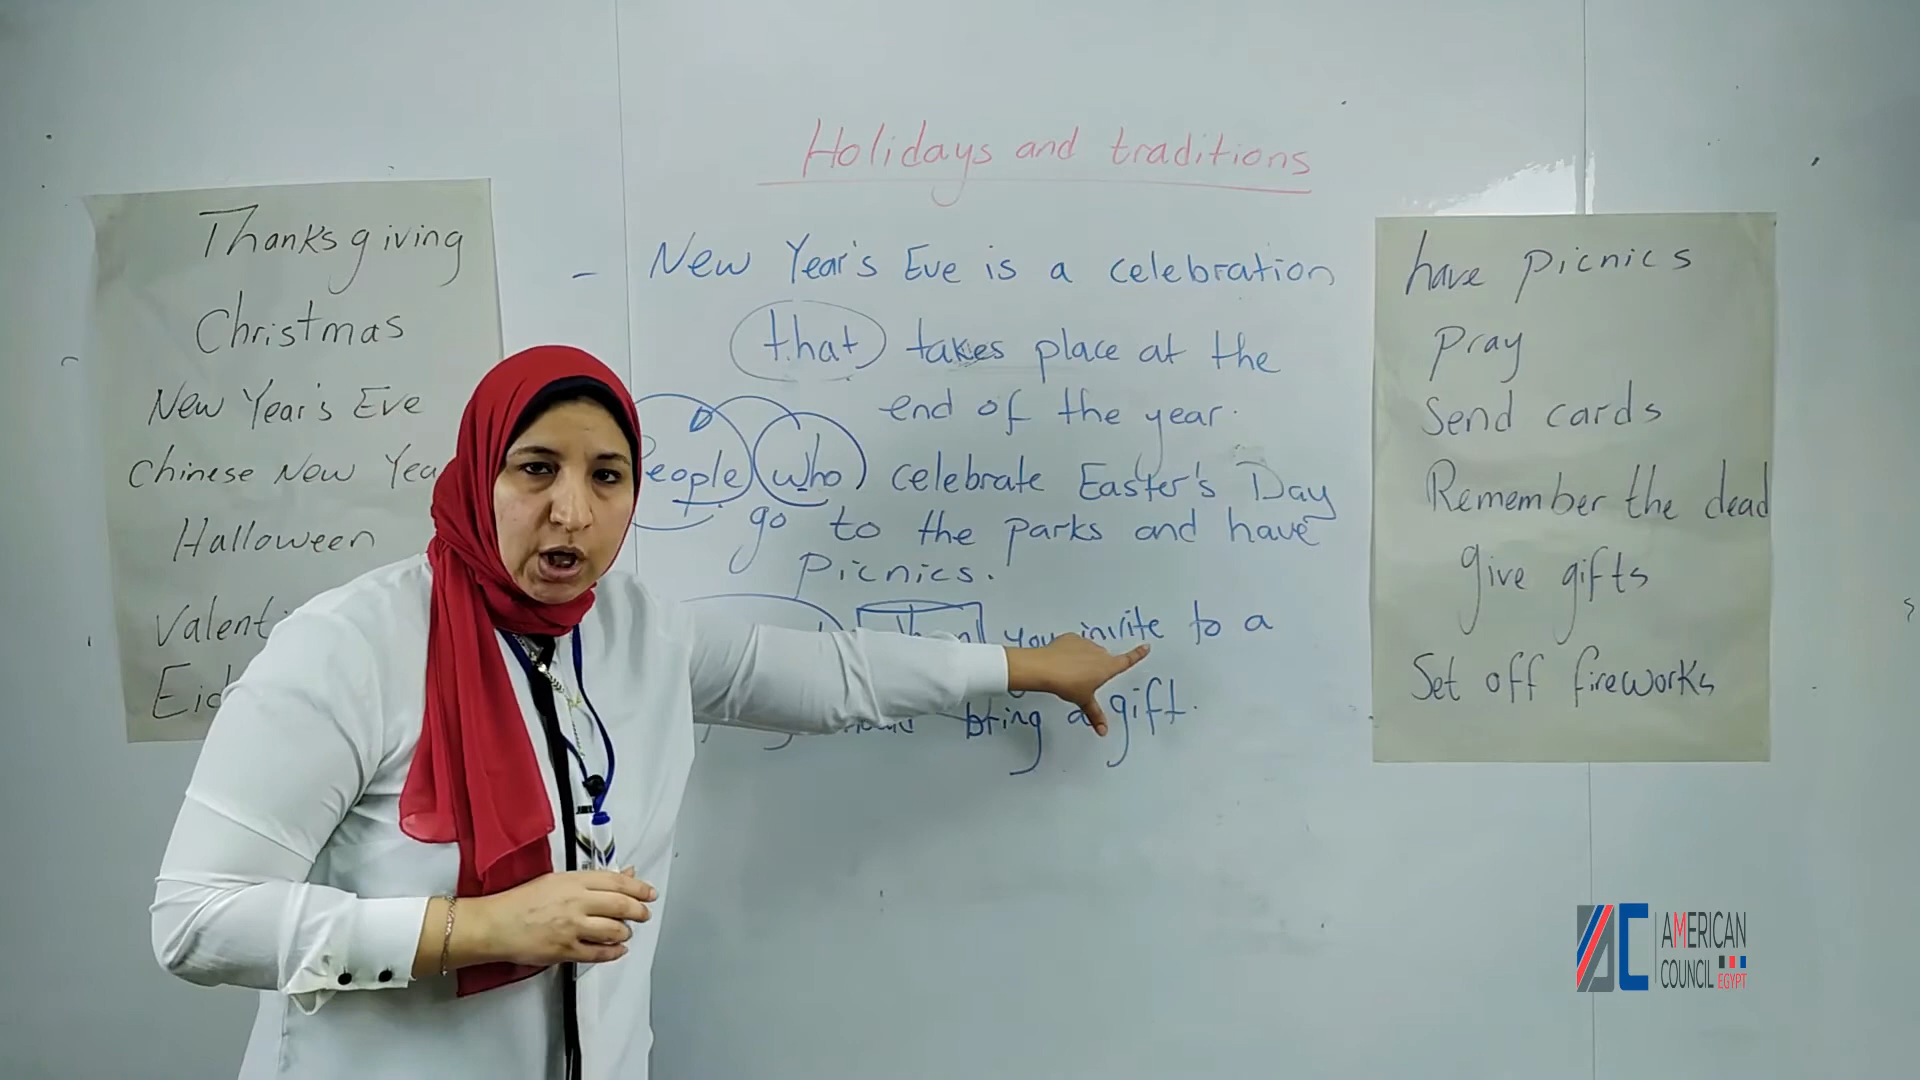 Holidays and traditions
Thanksgiving
Christmas
New Year's Eve
Chinese New Yea
Halloween
Valenti
Eid
- New Year's Eve is a celebration
that takes place at the
end of the year.
eople who celebrate Easter's Day
go to the parks and have
Picnics.
you invite to a
bring a gift.
have picnics
Pray
Send cards
Remember the dead
give gifts
Set off fireworks
AC AMERICAN
COUNCIL EGYPT